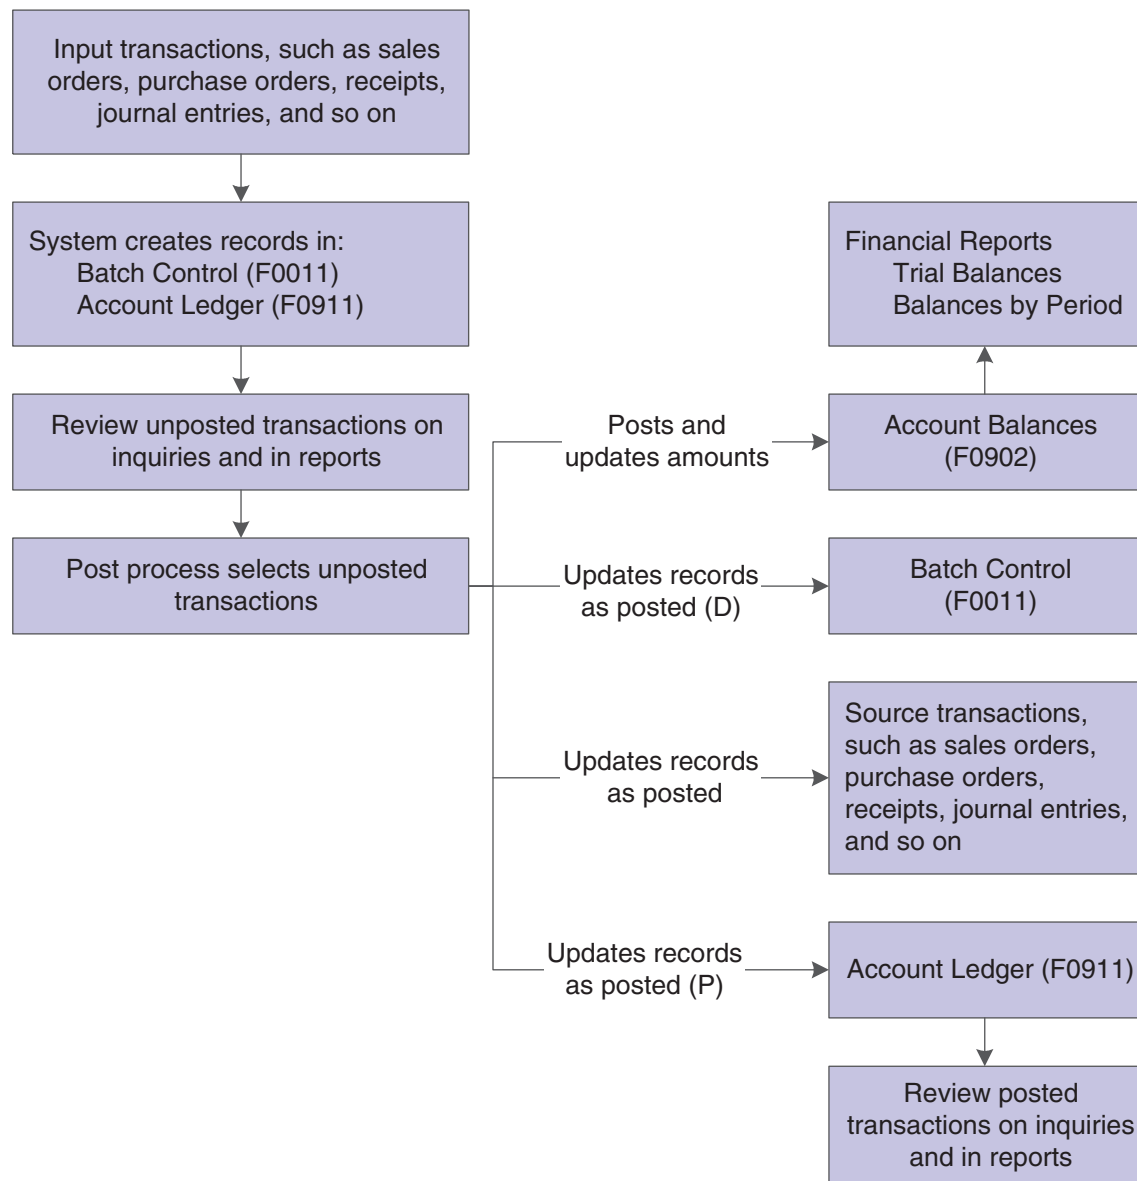 Input transactions, such as sales
orders, purchase orders, receipts,
journal entries, and so on
System creates records in:
Batch Control (F0011)
Account Ledger (F0911)
Financial Reports
Trial Balances
Balances by Period
Review unposted transactions on
inquiries and in reports
Posts and
updates amounts
Account Balances
(F0902)
Post process selects unposted
transactions
Updates records
as posted (D)
Batch Control
(F0011)
Updates records
as posted
Source transactions,
such as sales orders,
purchase orders,
receipts, journal entries,
and so on
Updates records
as posted (P)
Account Ledger (F0911)
Review posted
transactions on inquiries
and in reports